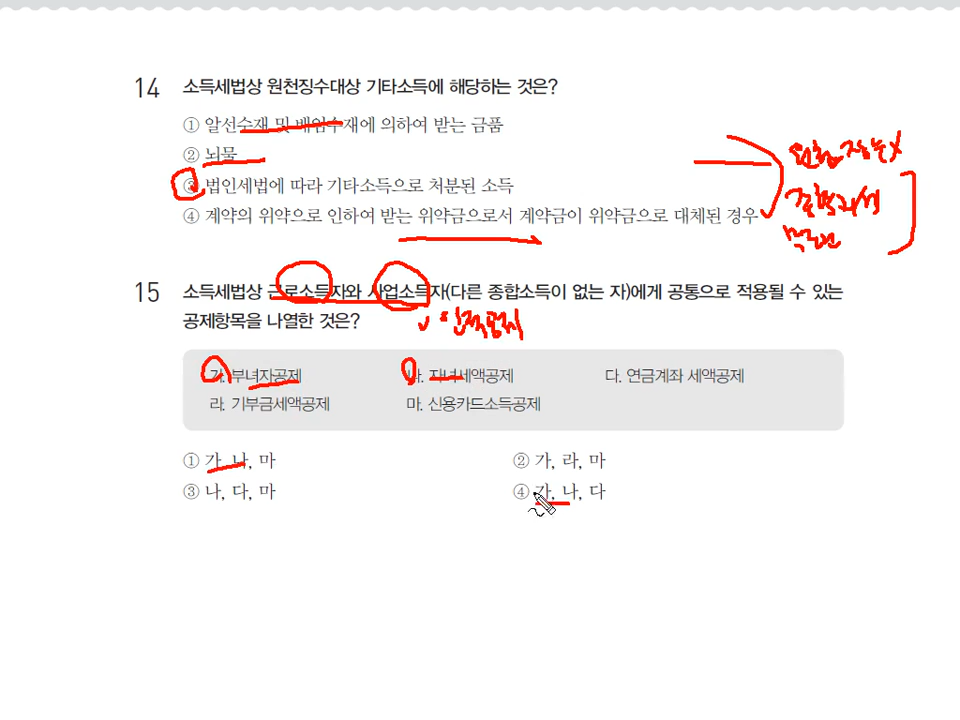 14 소득세법상 원천징수대상 기타소득에 해당하는 것은?
① 알선수재 및 배임수재에 의하여 받는 금품
② 뇌물
③ 법인세법에 따라 기타소득으로 처분된 소득
④ 계약의 위약으로 인하여 받는 위약금으로서 계약금이 위약금으로 대체된 경우
15 소득세법상 근로소득자와 사업소득자(다른 종합소득이 없는 자)에게 공통으로 적용될 수 있는
공제항목을 나열한 것은?
인적공제
가. 부녀자공제 나. 자녀세액공제 다. 연금계좌 세액공제
라. 기부금세액공제 마. 신용카드소득공제
① 가, 나, 마 ② 가, 라, 마
③ 나, 다, 마 ④ 가, 나, 다